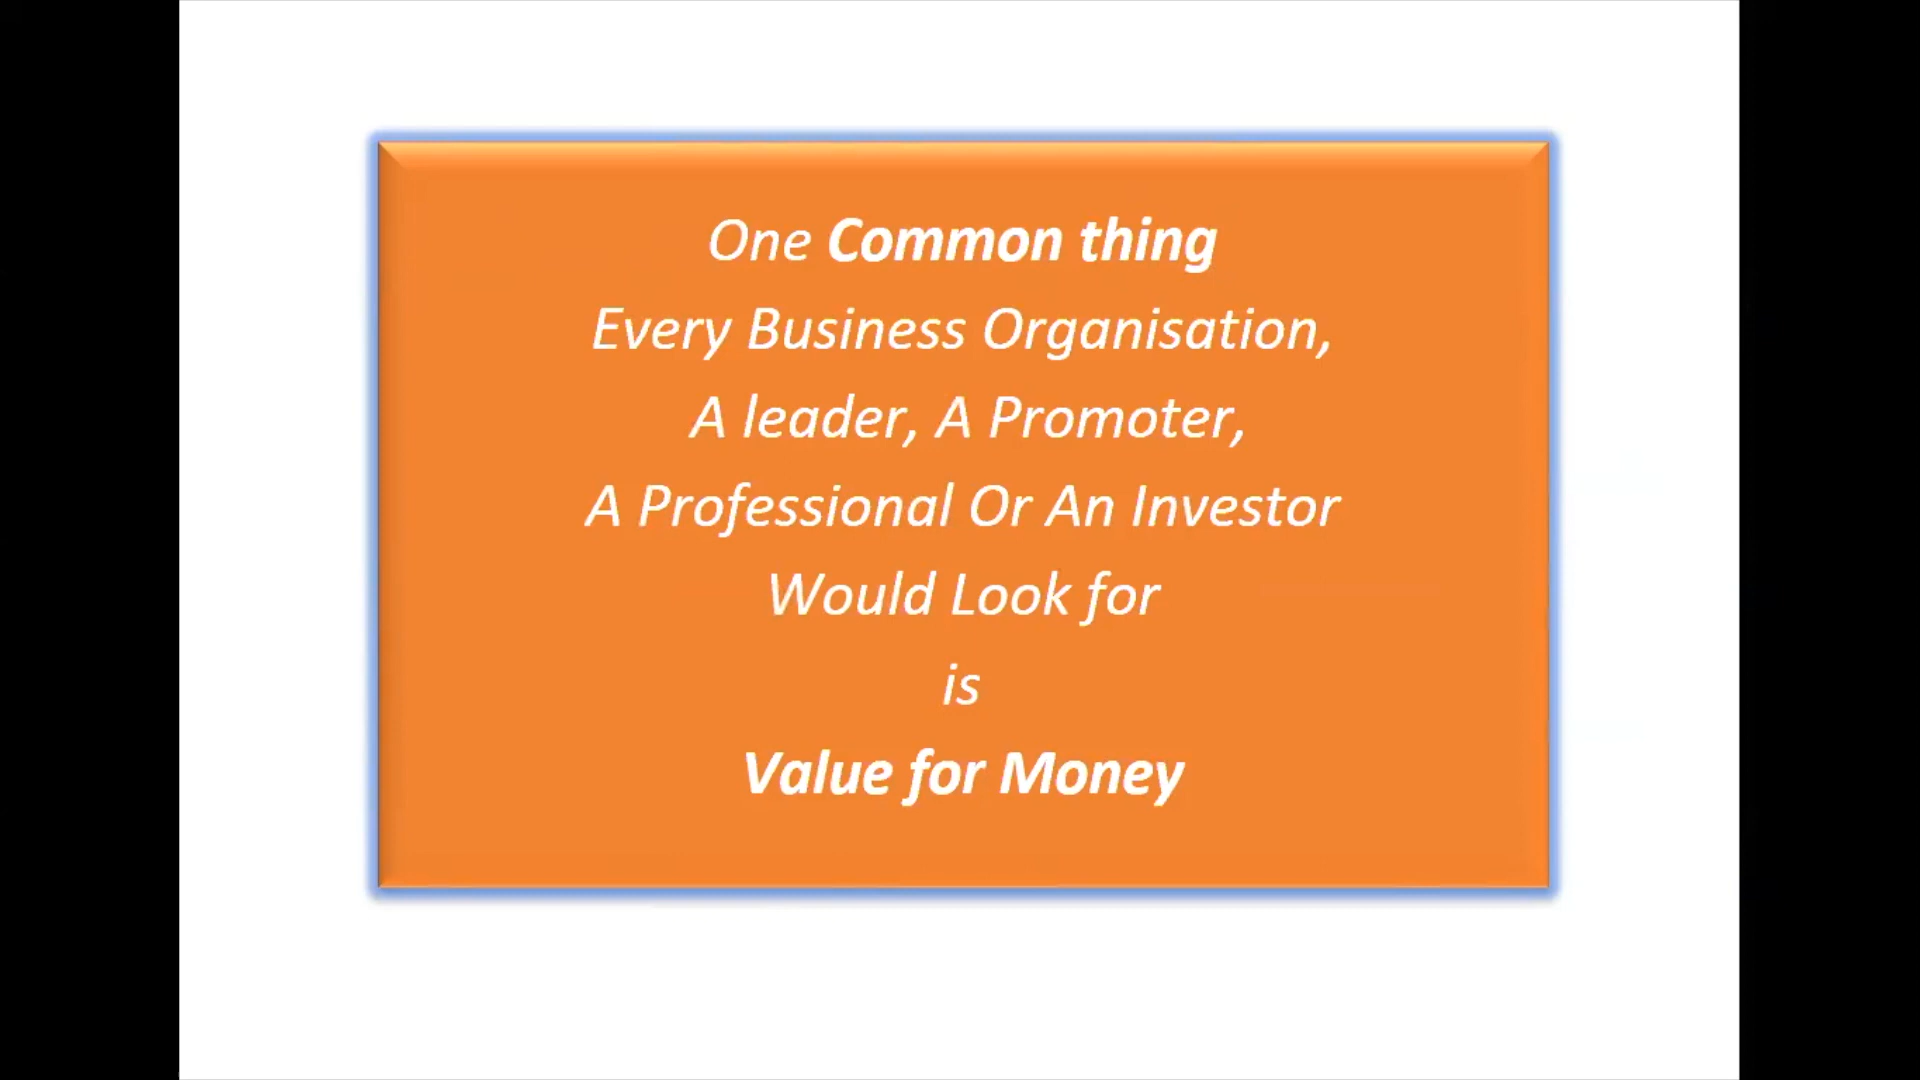 One Common thing
Every Business Organisation,
A leader, A Promoter,
A Professional Or An Investor
Would Look for
is
Value for Money